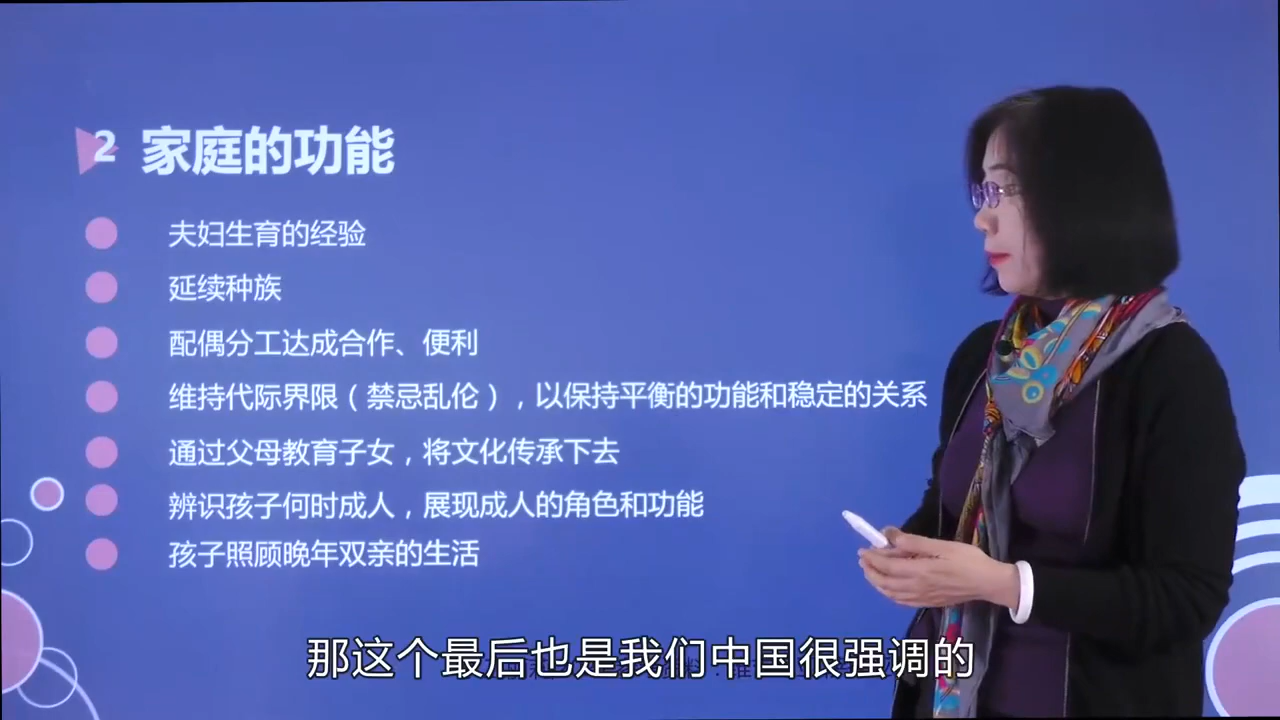 2 家庭的功能
夫妇生育的经验
延续种族
配偶分工达成合作、便利
维持代际界限（禁忌乱伦），以保持平衡的功能和稳定的关系
通过父母教育子女，将文化传承下去
辨识孩子何时成人，展现成人的角色和功能
孩子照顾晚年双亲的生活
那这个最后也是我们中国很强调的